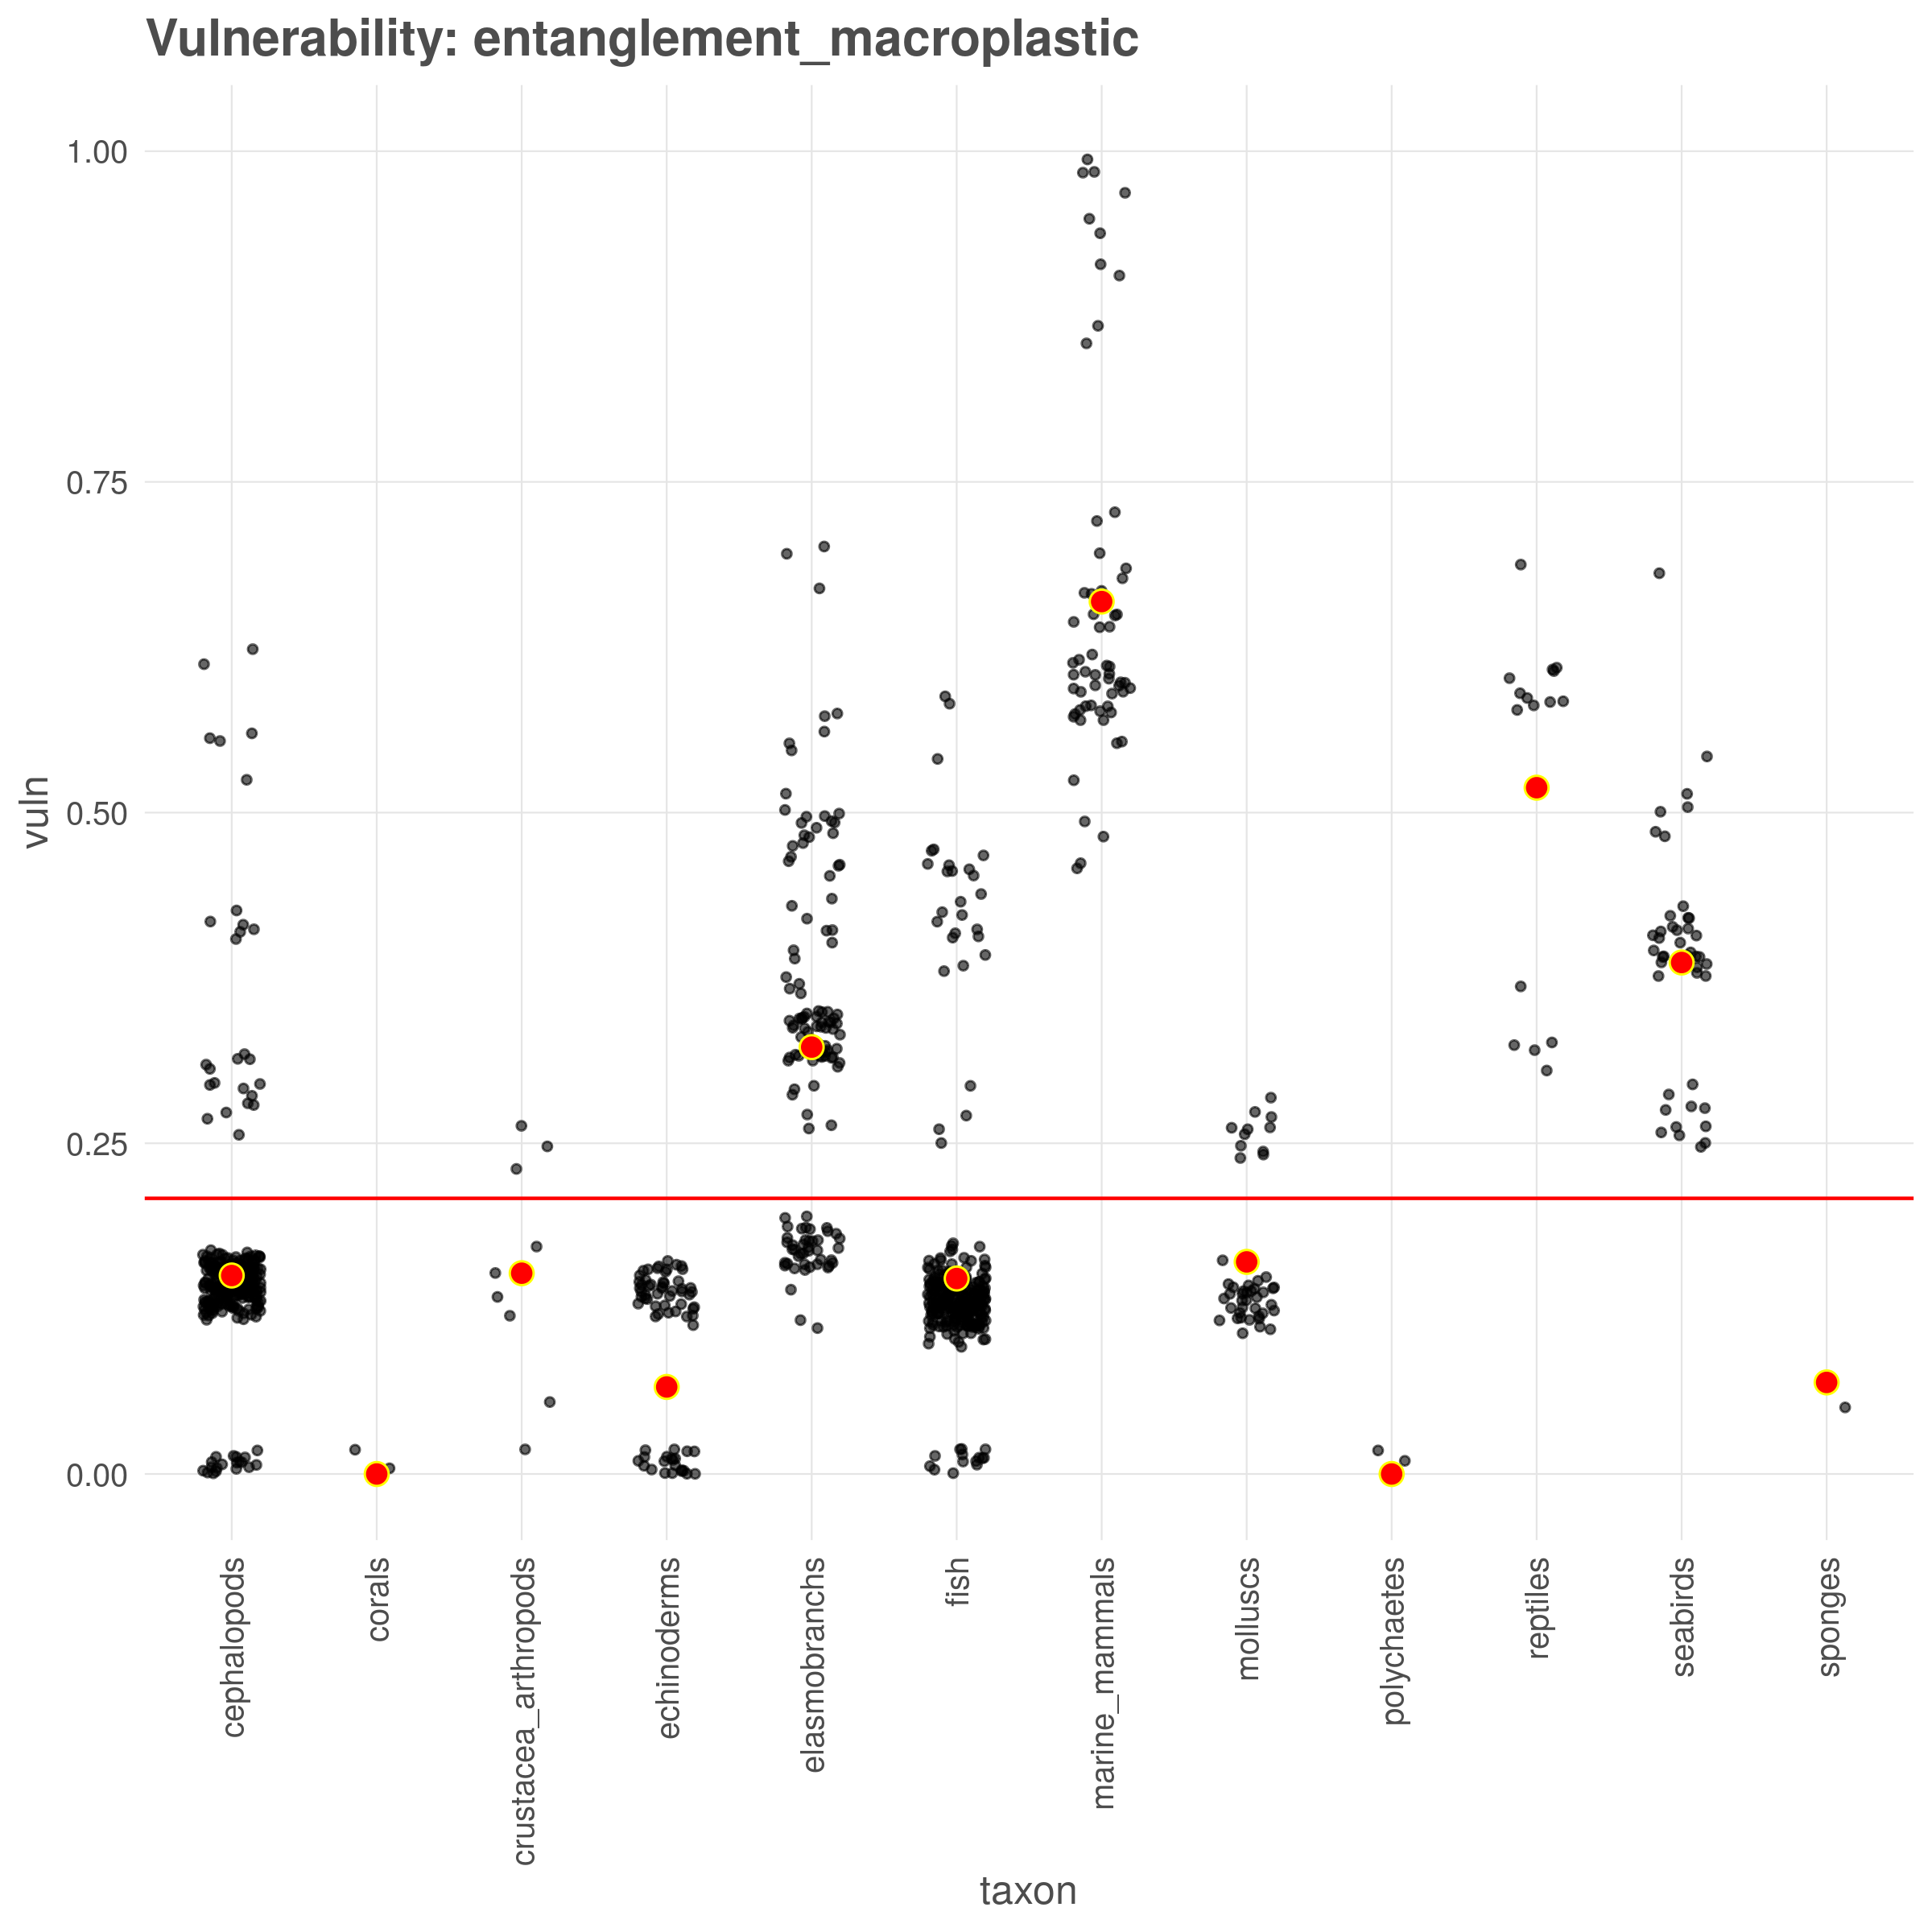 Vulnerability: entanglement_macroplastic
vuln
1.00
0.75
0.50
0.25
0.00
cephalopods
corals
crustacea_arthropods
echinoderms
elasmobranchs
fish
marine_mammals
molluscs
polychaetes
reptiles
seabirds
sponges
taxon